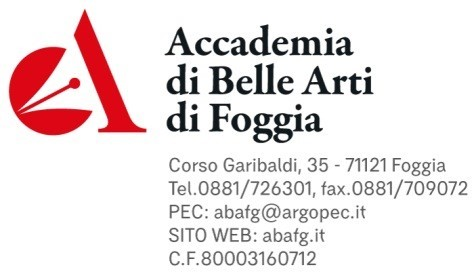 Accademia
di Belle Arti
di Foggia
Corso Garibaldi, 35 - 71121 Foggia
Tel.0881/726301, fax.0881/709072
PEC: abafg@argopec.it
SITO WEB: abafg.it
C.F.80003160712